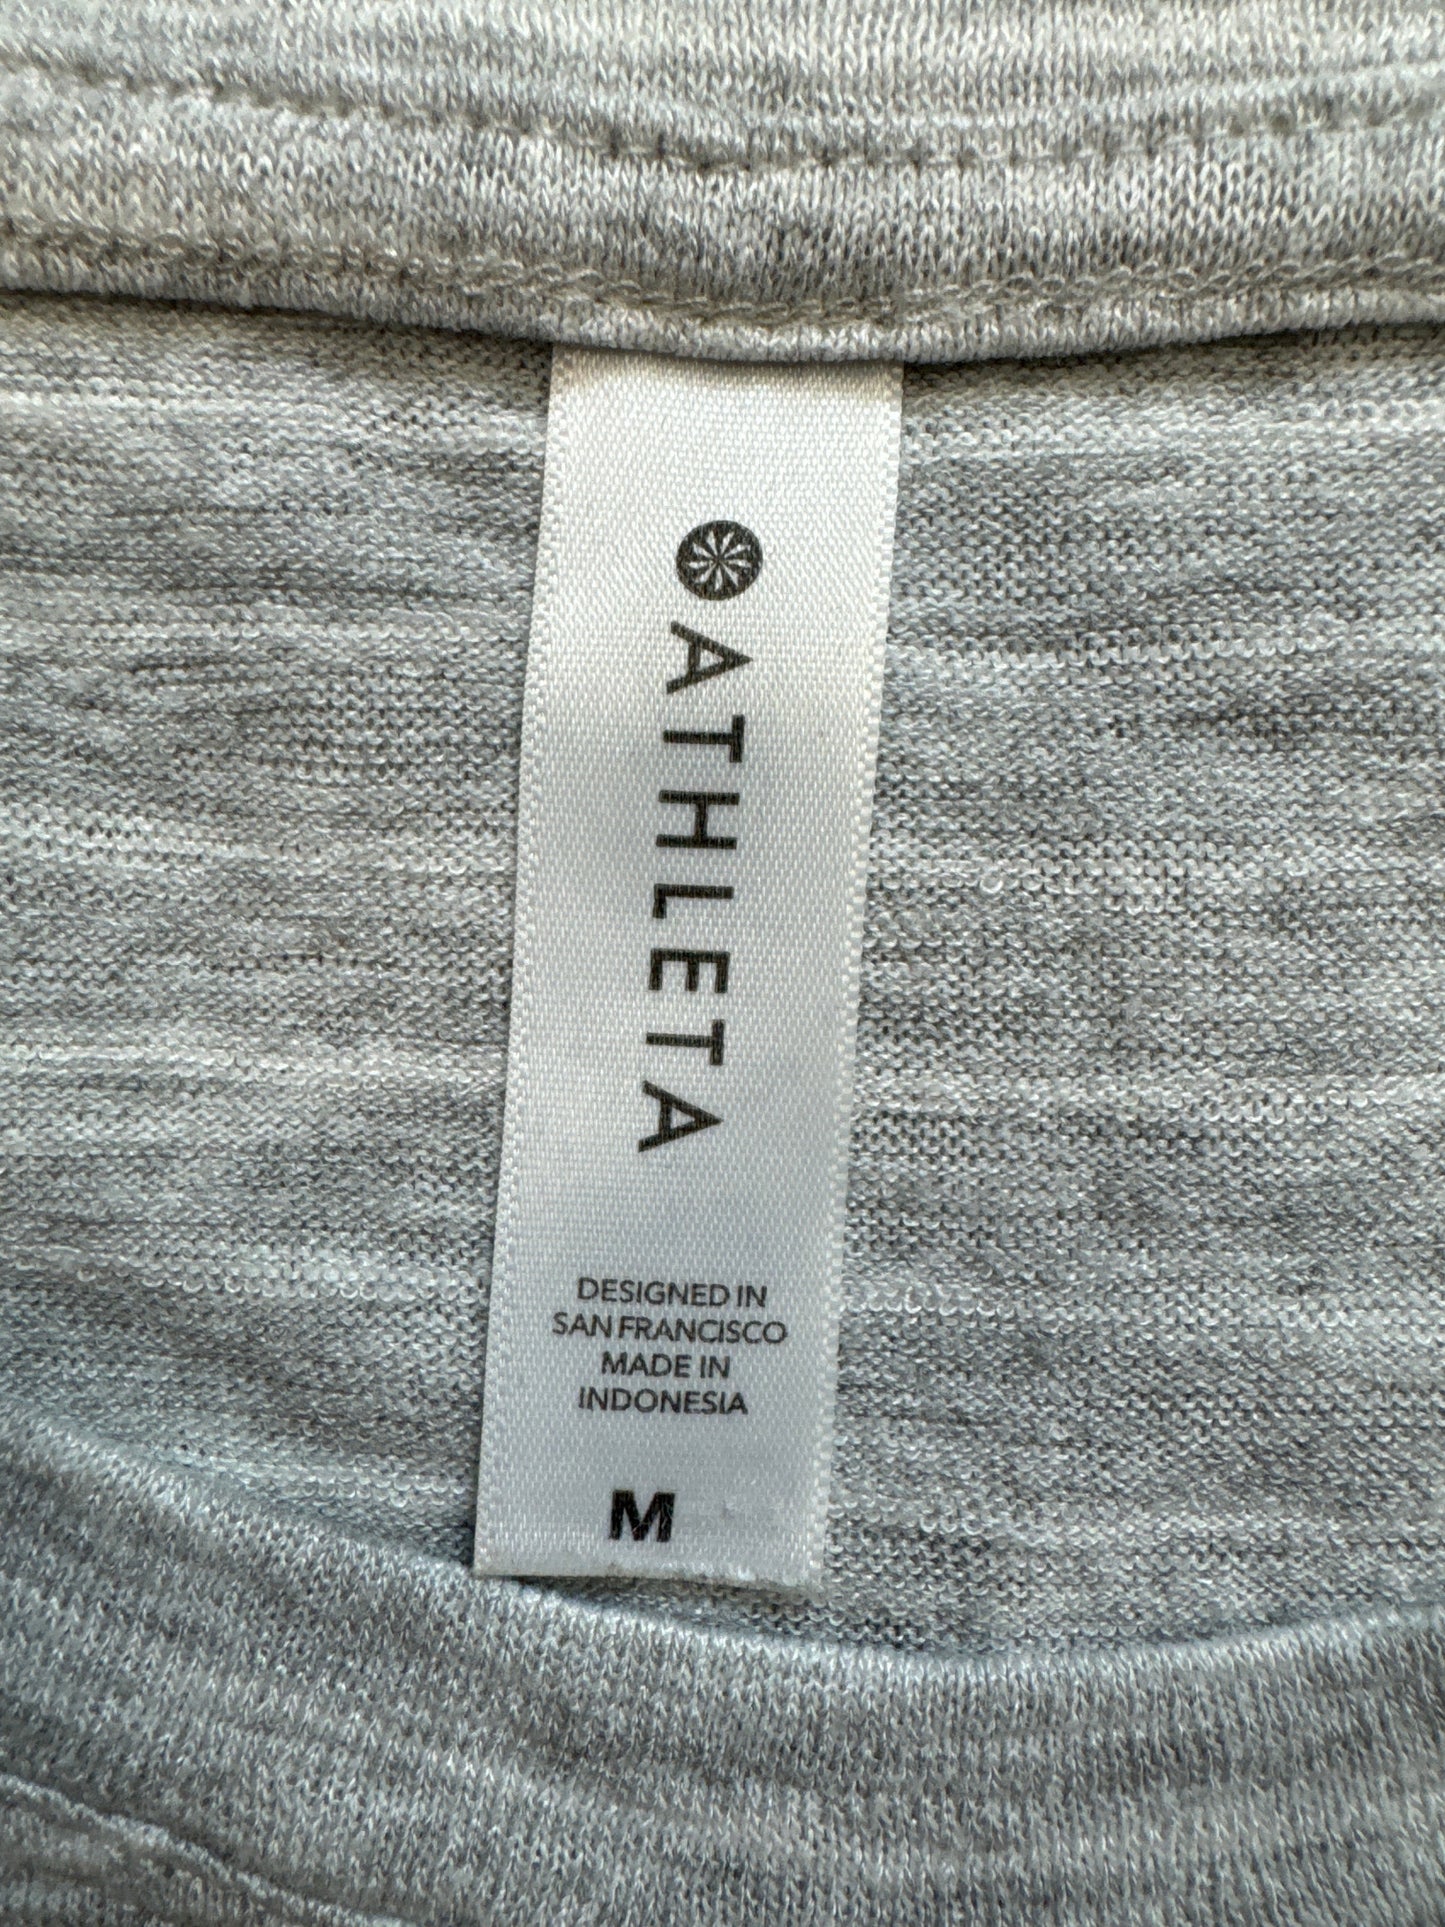 ATHLETA
DESIGNED IN
SAN FRANCISCO
MADE IN
INDONESIA
M